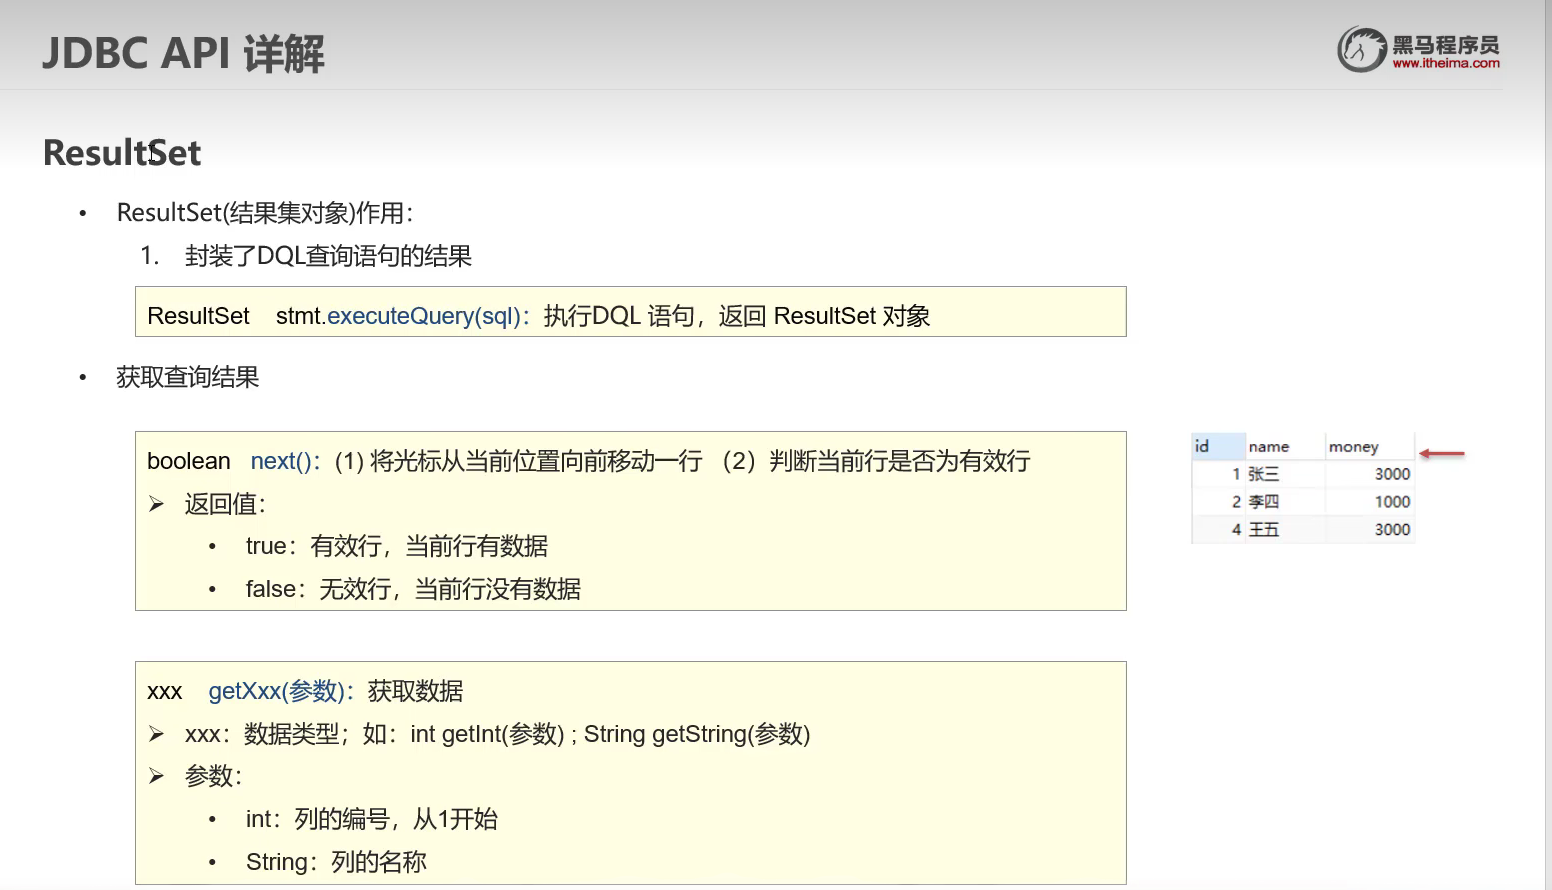 JDBC API 详解
黑马程序员
www.itheima.com
ResultSet
• ResultSet(结果集对象)作用：
1. 封装了DQL查询语句的结果
ResultSet stmt.executeQuery(sql)：执行DQL 语句，返回 ResultSet 对象
• 获取查询结果
boolean next()：(1) 将光标从当前位置向前移动一行 （2）判断当前行是否为有效行
➢ 返回值：
• true：有效行，当前行有数据
• false：无效行，当前行没有数据
id name money
1 张三 3000
2 李四 1000
4 王五 3000
xxx getXxx(参数)：获取数据
➢ xxx：数据类型；如：int getInt(参数) ; String getString(参数)
➢ 参数：
• int：列的编号，从1开始
• String：列的名称